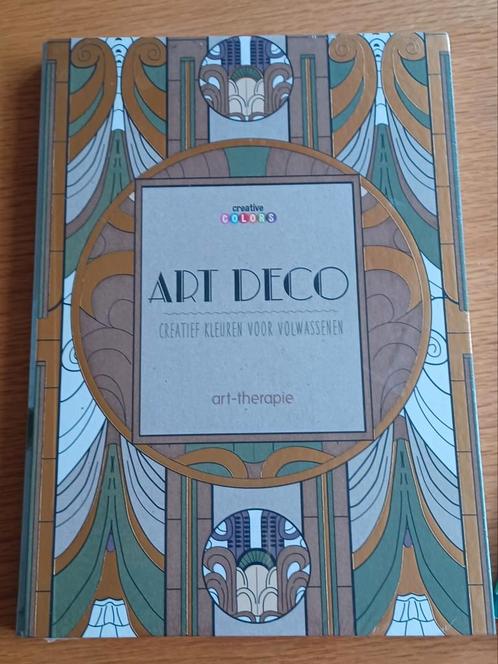 creative
COLORS
ART DECO
CREATIEF KLEUREN VOOR VOLWASSENEN
art-therapie